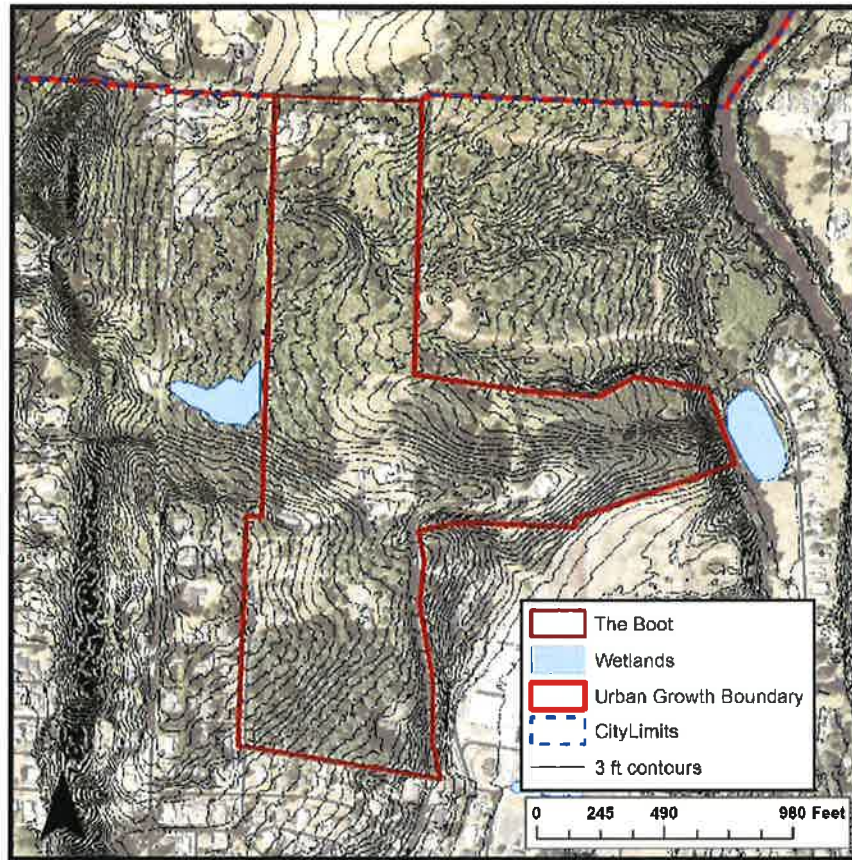 The Boot
Wetlands
Urban Growth Boundary
CityLimits
3 ft contours
0 245 490 980 Feet